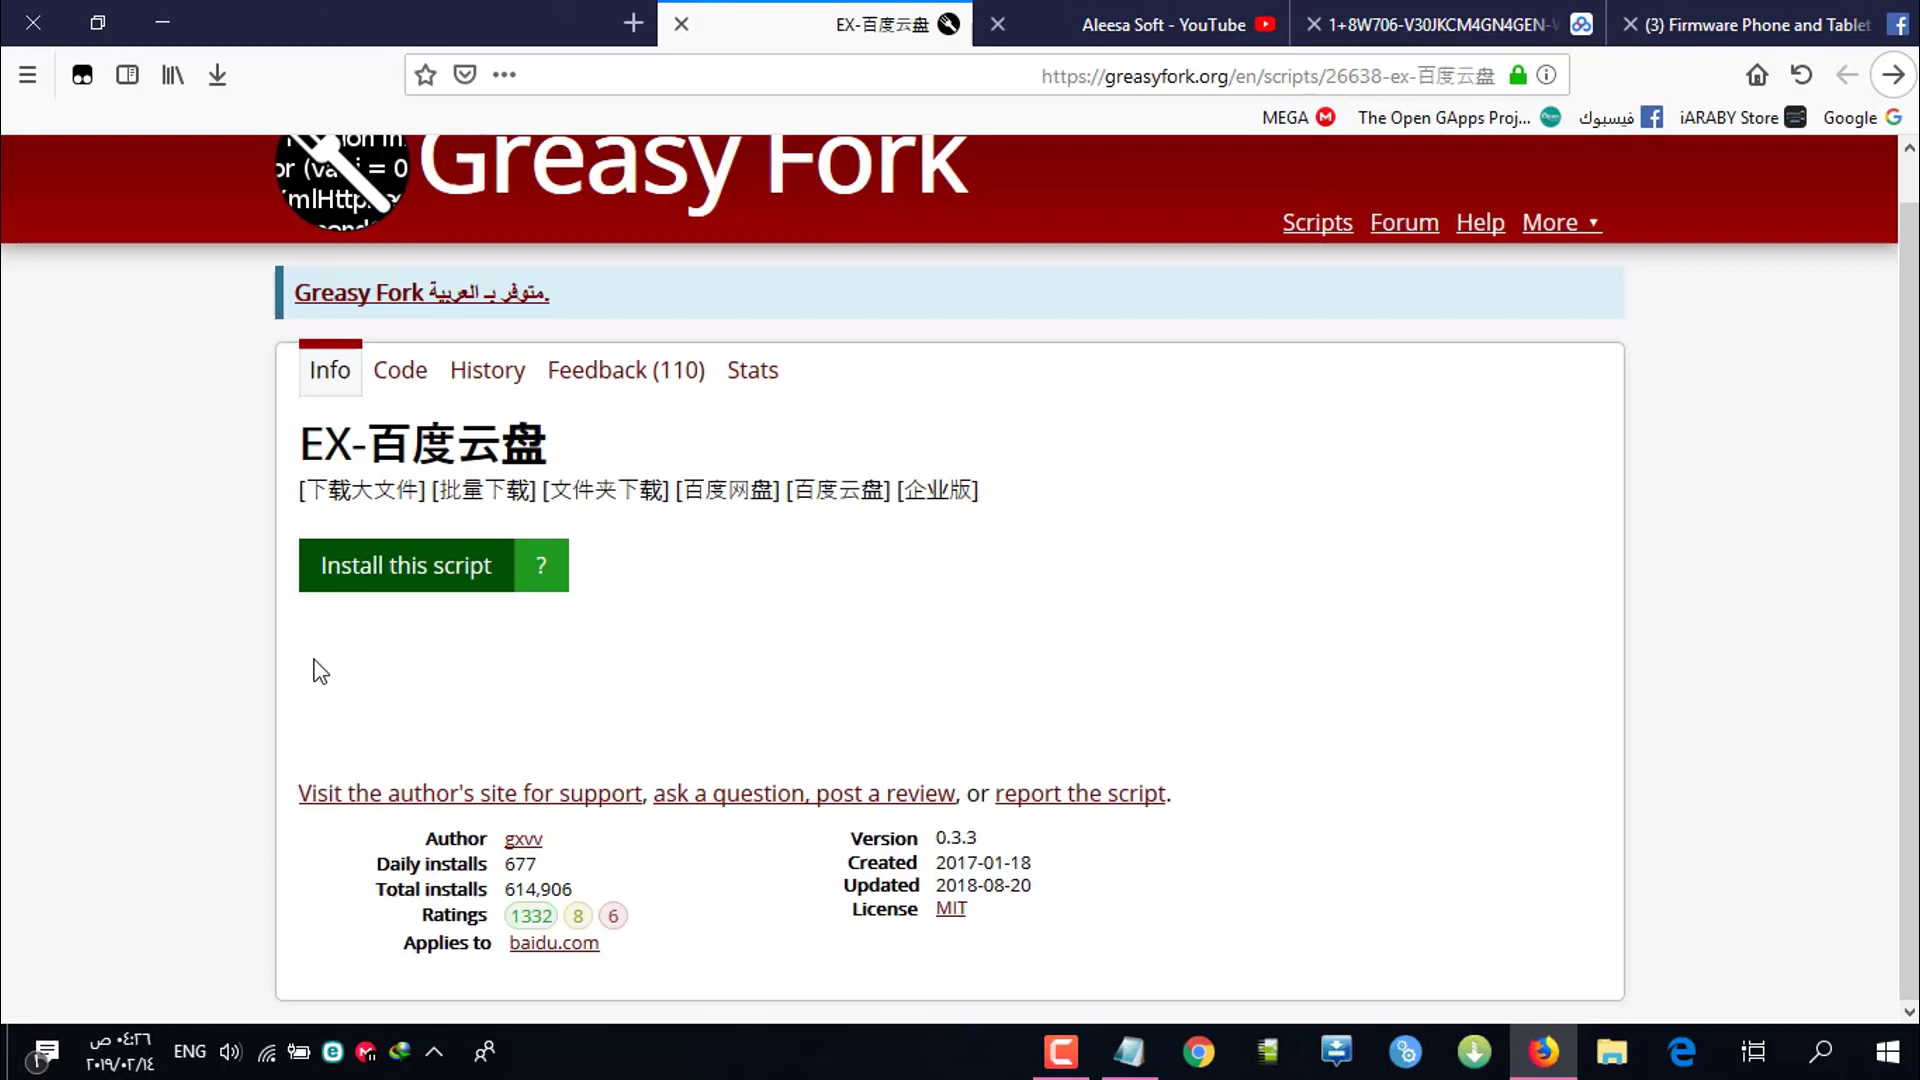 EX-百度云盘
Aleesa Soft - YouTube
1+8W706-V30JKCM4GN4GEN-
(3) Firmware Phone and Tablet
https://greasyfork.org/en/scripts/26638-ex-百度云盘
MEGA
The Open GApps Proj...
فيسبوك
iARABY Store
Google
Greasy Fork
Scripts Forum Help More
Greasy Fork متوفر بـ العربية.
Info Code History Feedback (110) Stats
EX-百度云盘
[下载大文件] [批量下载] [文件夹下载] [百度网盘] [百度云盘] [企业版]
Install this script ?
Visit the author's site for support, ask a question, post a review, or report the script.
Author gxvv
Daily installs 677
Total installs 614,906
Ratings 1332 8 6
Applies to baidu.com
Version 0.3.3
Created 2017-01-18
Updated 2018-08-20
License MIT
٠٤:٢٦ ص
٢٠١٩/٠٢/١٤
ENG